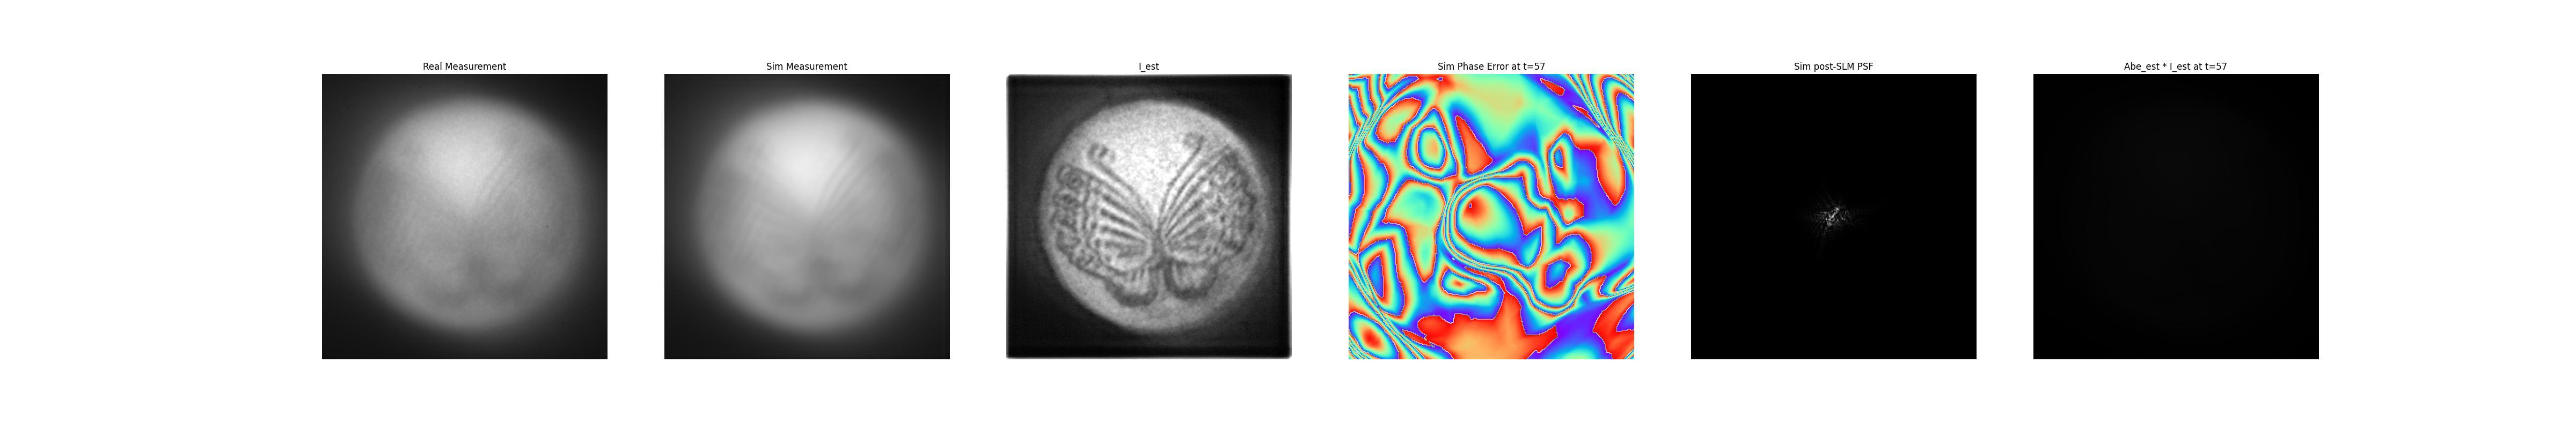 Real Measurement
Sim Measurement
I_est
Sim Phase Error at t=57
Sim post-SLM PSF
Abe_est * I_est at t=57